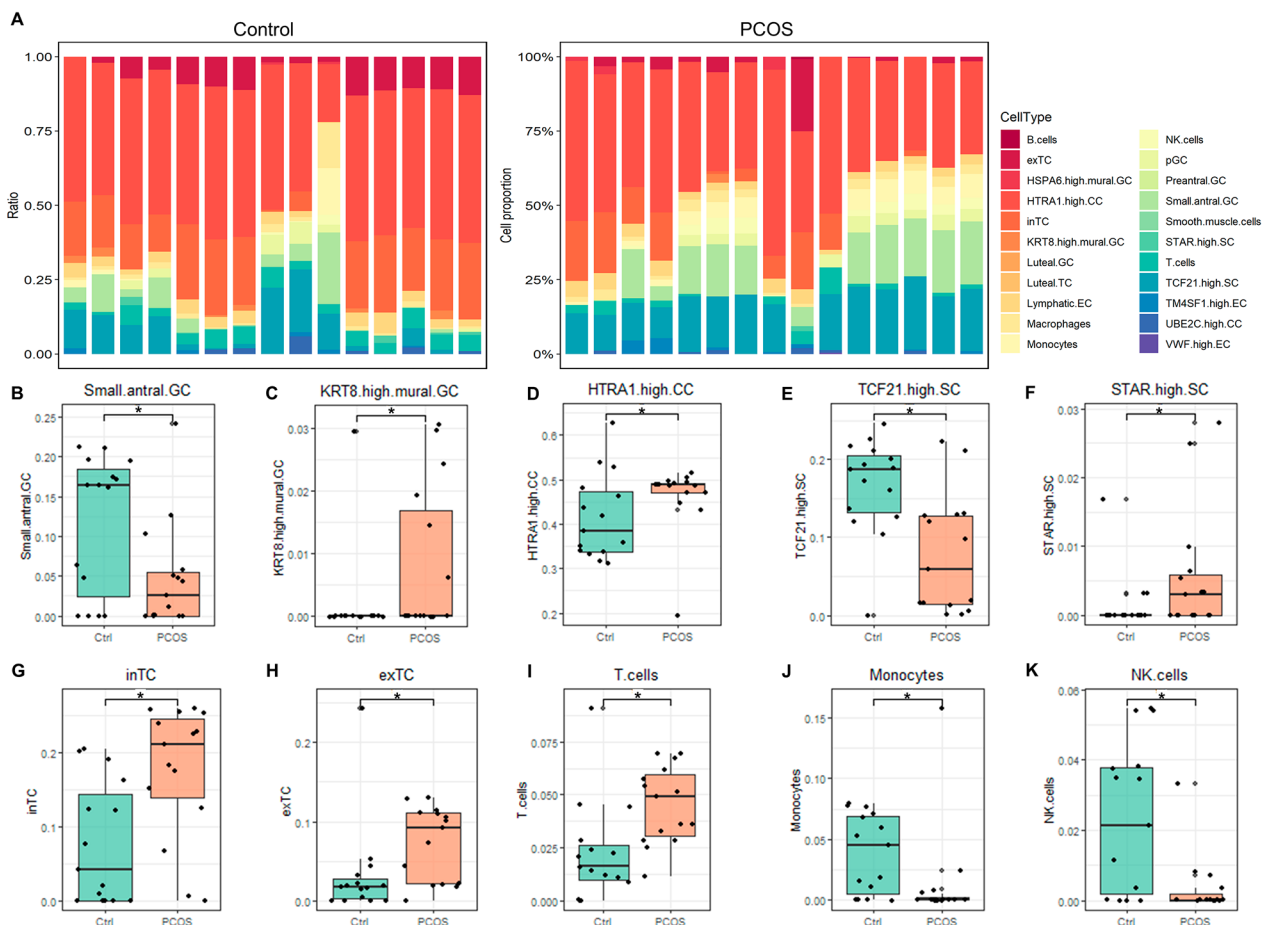 A
Control
PCOS
1.00
0.75
0.50
0.25
0.00
Ratio
100%
75%
50%
25%
0%
Cell proportion
CellType
B.cells
exTC
HSPA6.high.mural.GC
HTRA1.high.CC
inTC
KRT8.high.mural.GC
Luteal.GC
Luteal.TC
Lymphatic.EC
Macrophages
Monocytes
NK.cells
pGC
Preantral.GC
Small.antral.GC
Smooth.muscle.cells
STAR.high.SC
T.cells
TCF21.high.SC
TM4SF1.high.EC
UBE2C.high.CC
VWF.high.EC
B
Small.antral.GC
*
0.25
0.20
0.15
0.10
0.05
0.00
Small.antral.GC
Ctrl
PCOS
C
KRT8.high.mural.GC
*
0.03
0.02
0.01
0.00
KRT8.high.mural.GC
Ctrl
PCOS
D
HTRA1.high.CC
*
0.6
0.5
0.4
0.3
0.2
HTRA1.high.CC
Ctrl
PCOS
E
TCF21.high.SC
*
0.2
0.1
0.0
TCF21.high.SC
Ctrl
PCOS
F
STAR.high.SC
*
0.03
0.02
0.01
0.00
STAR.high.SC
Ctrl
PCOS
G
inTC
*
0.2
0.1
0.0
inTC
Ctrl
PCOS
H
exTC
*
0.3
0.2
0.1
0.0
exTC
Ctrl
PCOS
I
T.cells
*
0.075
0.050
0.025
0.000
T.cells
Ctrl
PCOS
J
Monocytes
*
0.15
0.10
0.05
0.00
Monocytes
Ctrl
PCOS
K
NK.cells
*
0.06
0.04
0.02
0.00
NK.cells
Ctrl
PCOS